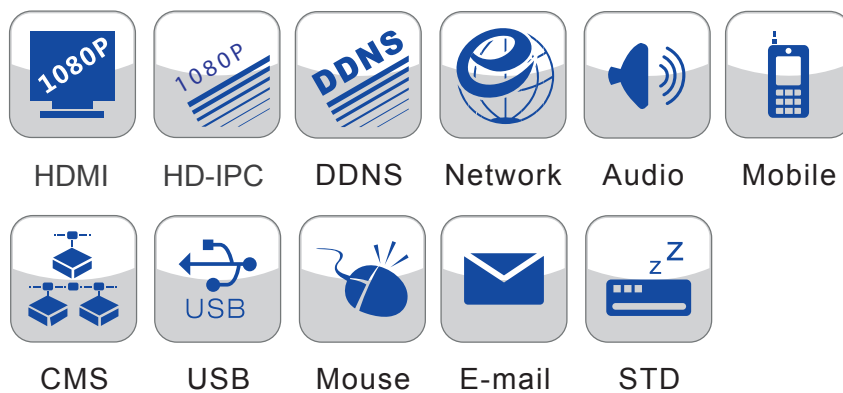 1080P 1080P DDNS
HDMI HD-IPC DDNS Network Audio Mobile
z Z
USB
CMS USB Mouse E-mail STD